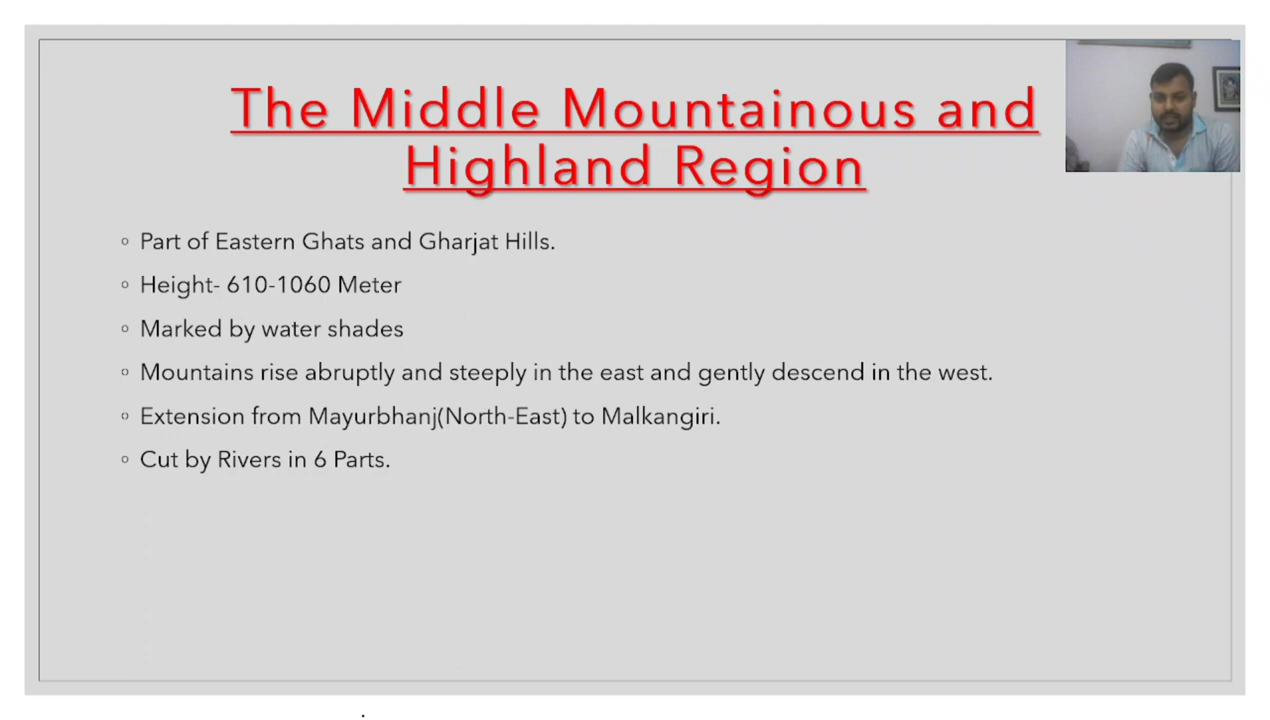 The Middle Mountainous and
Highland Region
Part of Eastern Ghats and Gharjat Hills.
Height- 610-1060 Meter
Marked by water shades
Mountains rise abruptly and steeply in the east and gently descend in the west.
Extension from Mayurbhanj(North-East) to Malkangiri.
Cut by Rivers in 6 Parts.